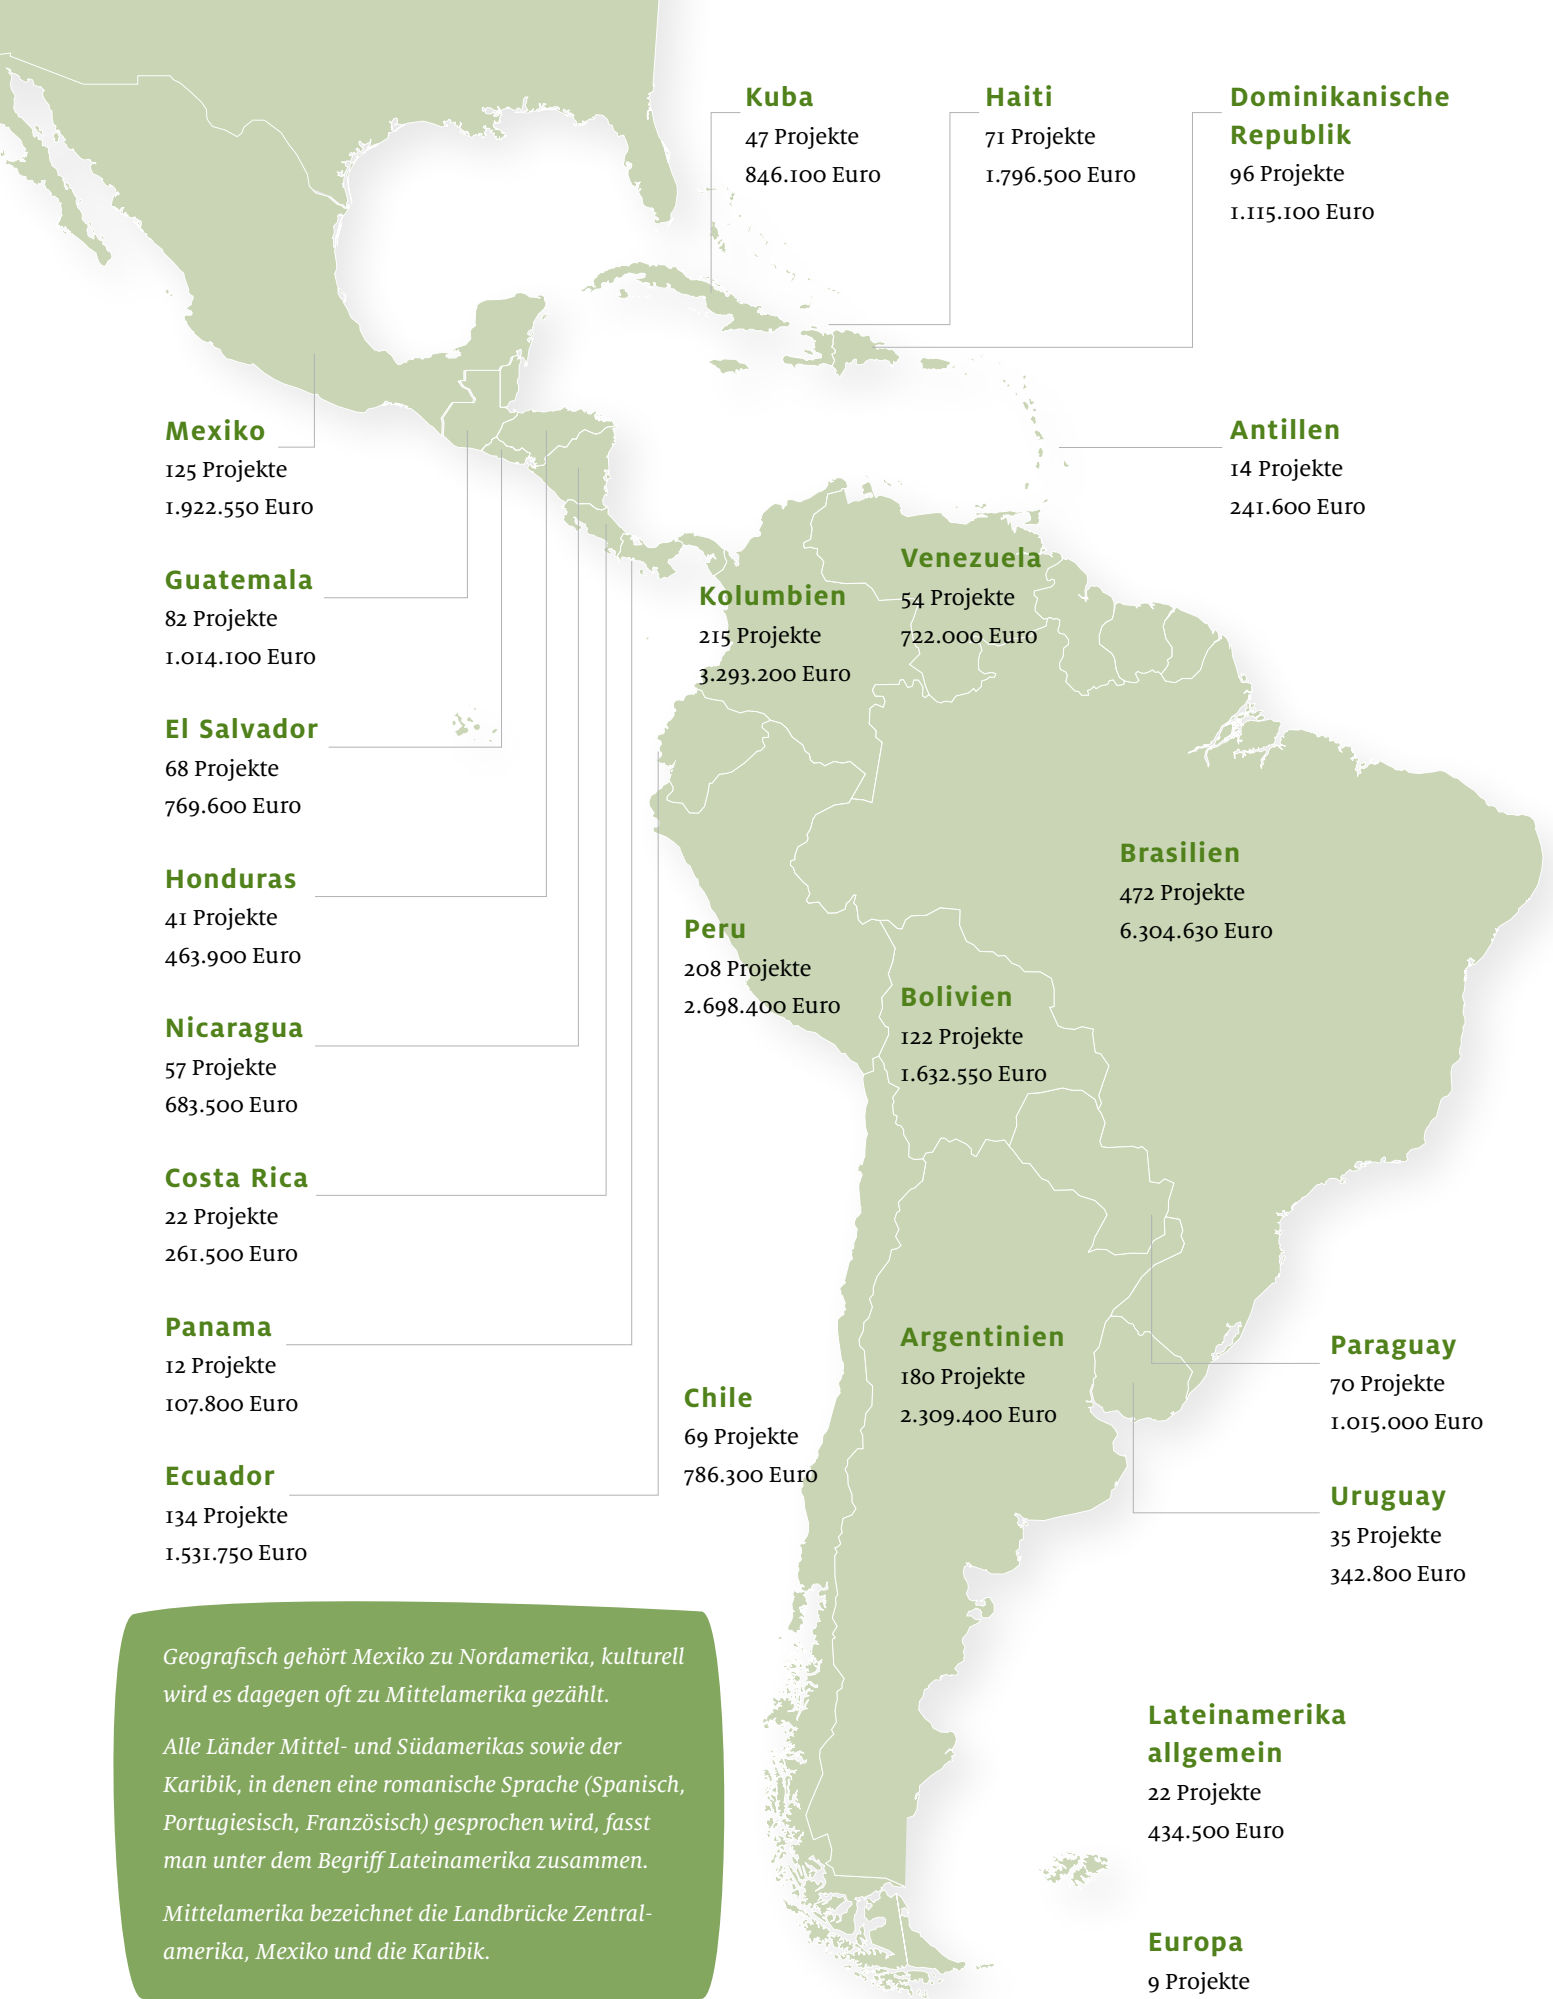 Kuba
47 Projekte
846.100 Euro
Haiti
71 Projekte
1.796.500 Euro
Dominikanische
Republik
96 Projekte
1.115.100 Euro
Mexiko
125 Projekte
1.922.550 Euro
Antillen
14 Projekte
241.600 Euro
Guatemala
82 Projekte
1.014.100 Euro
Kolumbien
215 Projekte
3.293.200 Euro
Venezuela
54 Projekte
722.000 Euro
El Salvador
68 Projekte
769.600 Euro
Honduras
41 Projekte
463.900 Euro
Brasilien
472 Projekte
6.304.630 Euro
Peru
208 Projekte
2.698.400 Euro
Bolivien
122 Projekte
1.632.550 Euro
Nicaragua
57 Projekte
683.500 Euro
Costa Rica
22 Projekte
261.500 Euro
Panama
12 Projekte
107.800 Euro
Chile
69 Projekte
786.300 Euro
Argentinien
180 Projekte
2.309.400 Euro
Paraguay
70 Projekte
1.015.000 Euro
Ecuador
134 Projekte
1.531.750 Euro
Uruguay
35 Projekte
342.800 Euro
Geografisch gehört Mexiko zu Nordamerika, kulturell
wird es dagegen oft zu Mittelamerika gezählt.
Alle Länder Mittel- und Südamerikas sowie der
Karibik, in denen eine romanische Sprache (Spanisch,
Portugiesisch, Französisch) gesprochen wird, fasst
man unter dem Begriff Lateinamerika zusammen.
Mittelamerika bezeichnet die Landbrücke Zentral-
amerika, Mexiko und die Karibik.
Lateinamerika
allgemein
22 Projekte
434.500 Euro
Europa
9 Projekte